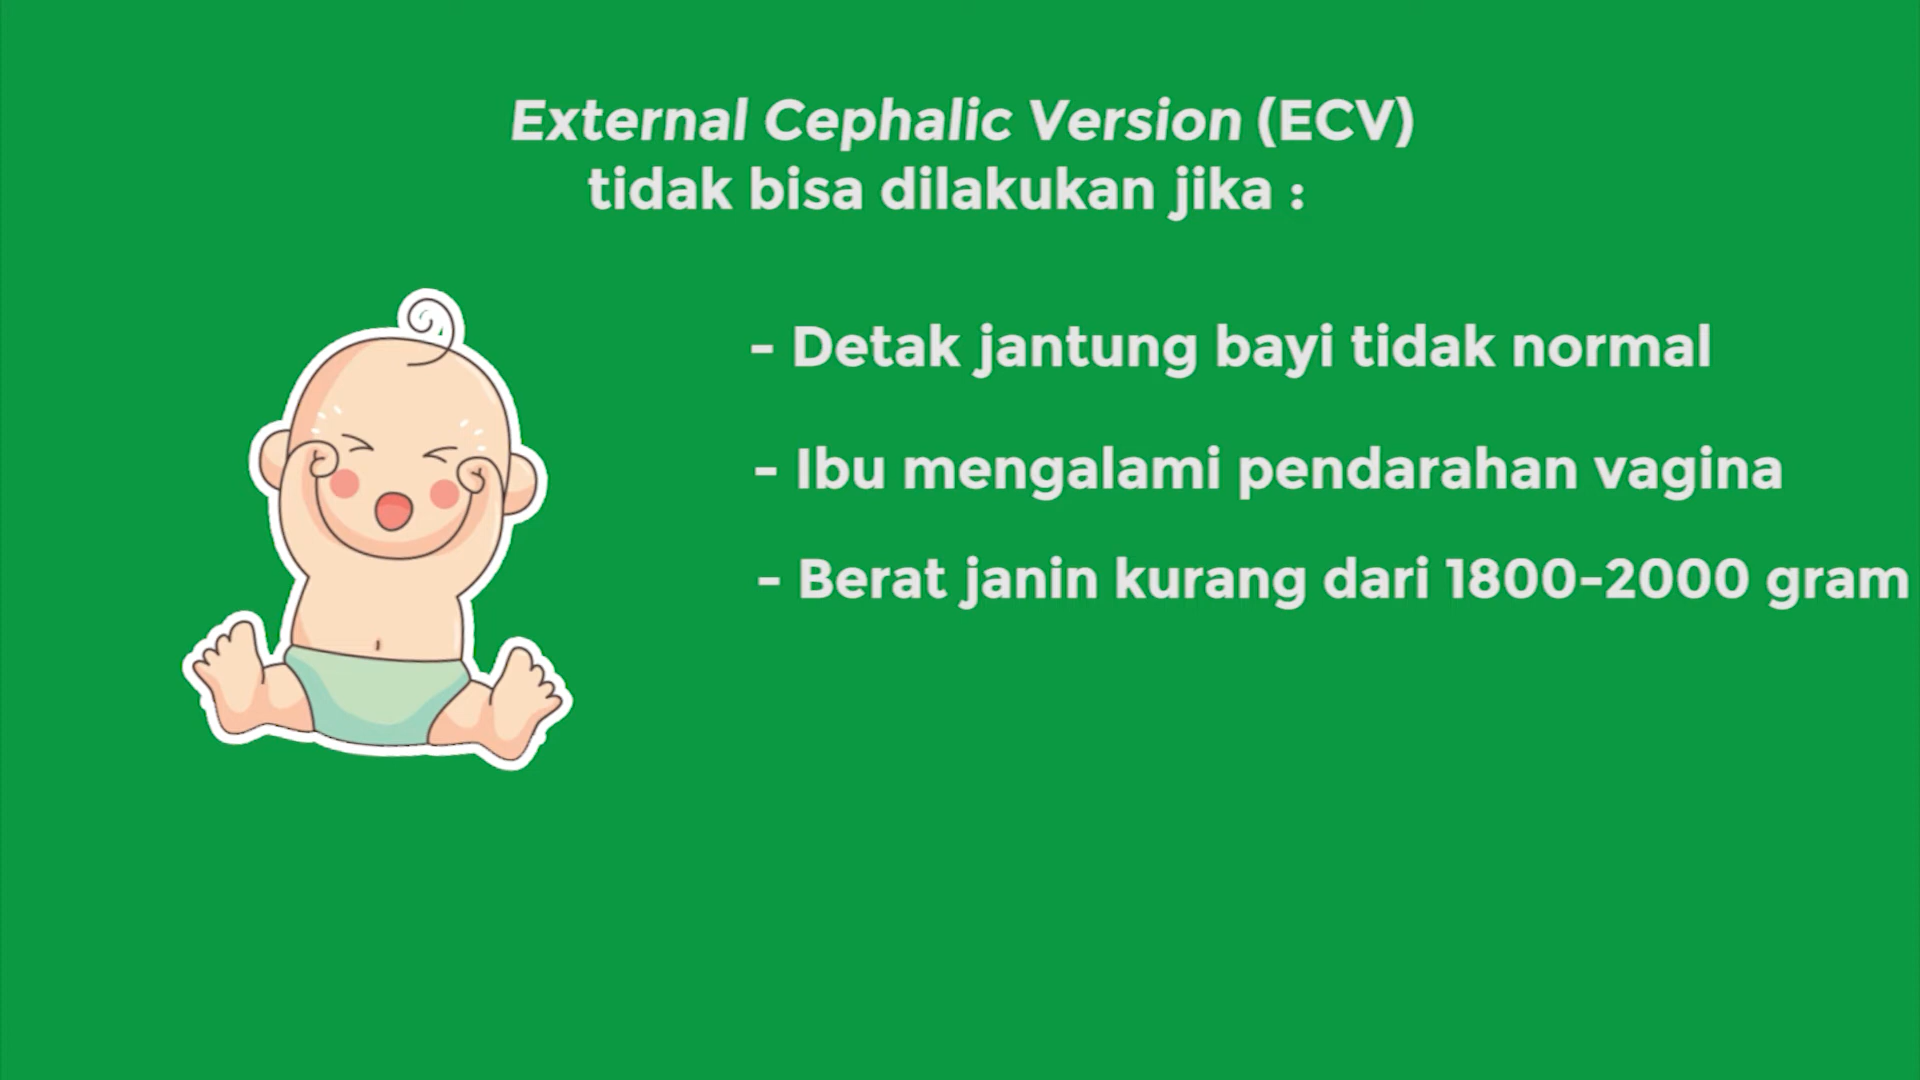 External Cephalic Version (ECV)
tidak bisa dilakukan jika :
- Detak jantung bayi tidak normal
- Ibu mengalami pendarahan vagina
- Berat janin kurang dari 1800-2000 gram